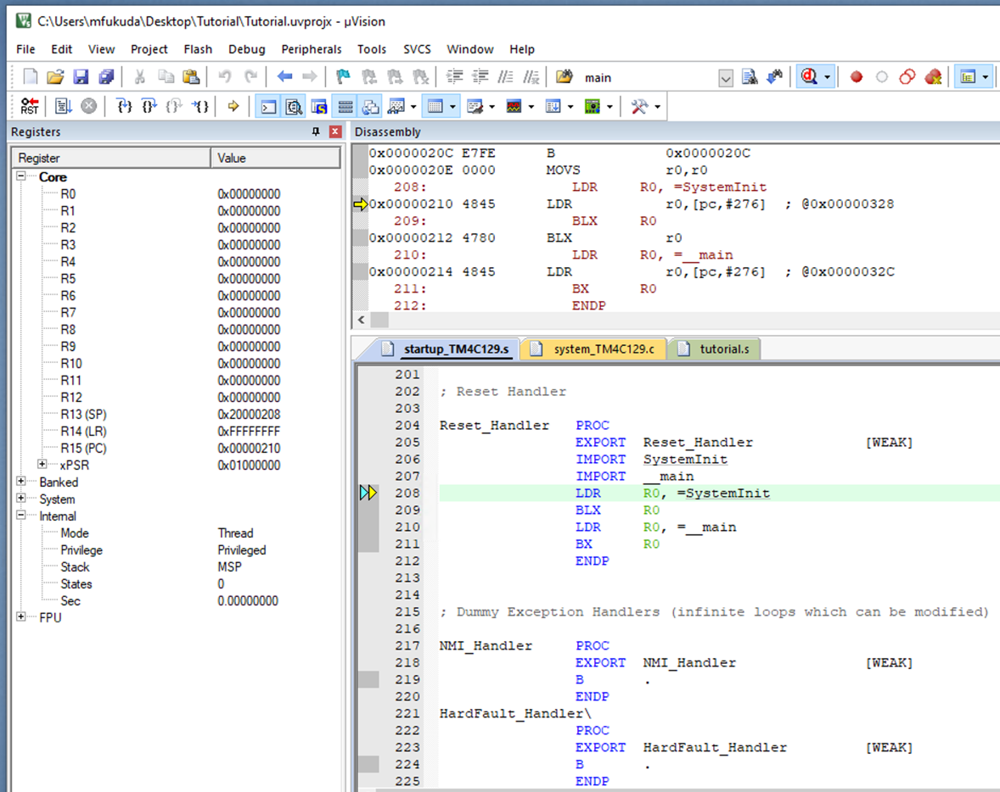 C:\Users\mfukuda\Desktop\Tutorial\Tutorial.uvprojx - µVision
File Edit View Project Flash Debug Peripherals Tools SVCS Window Help
main
RST
Registers
Register Value
Core
R0 0x00000000
R1 0x00000000
R2 0x00000000
R3 0x00000000
R4 0x00000000
R5 0x00000000
R6 0x00000000
R7 0x00000000
R8 0x00000000
R9 0x00000000
R10 0x00000000
R11 0x00000000
R12 0x00000000
R13 (SP) 0x20000208
R14 (LR) 0xFFFFFFFF
R15 (PC) 0x00000210
xPSR 0x01000000
Banked
System
Internal
Mode Thread
Privilege Privileged
Stack MSP
States 0
Sec 0.00000000
FPU
Disassembly
0x0000020C E7FE B 0x0000020C
0x0000020E 0000 MOVS r0,r0
208: LDR R0, =SystemInit
0x00000210 4845 LDR r0,[pc,#276] ; @0x00000328
209: BLX R0
0x00000212 4780 BLX r0
210: LDR R0, =__main
0x00000214 4845 LDR r0,[pc,#276] ; @0x0000032C
211: BX R0
212: ENDP
startup_TM4C129.s system_TM4C129.c tutorial.s
201
202 ; Reset Handler
203
204 Reset_Handler PROC
205 EXPORT Reset_Handler [WEAK]
206 IMPORT SystemInit
207 IMPORT __main
208 LDR R0, =SystemInit
209 BLX R0
210 LDR R0, =__main
211 BX R0
212 ENDP
213
214
215 ; Dummy Exception Handlers (infinite loops which can be modified)
216
217 NMI_Handler PROC
218 EXPORT NMI_Handler [WEAK]
219 B .
220 ENDP
221 HardFault_Handler\
222 PROC
223 EXPORT HardFault_Handler [WEAK]
224 B .
225 ENDP